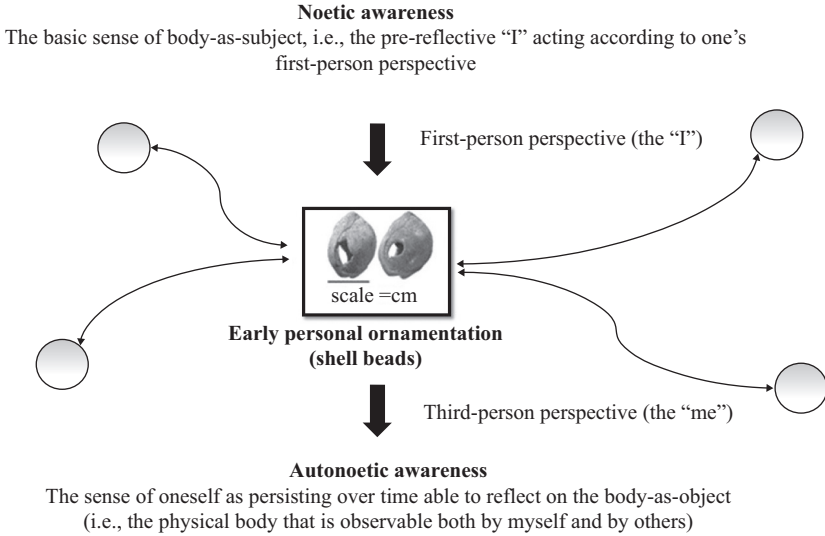 Noetic awareness
The basic sense of body-as-subject, i.e., the pre-reflective “I” acting according to one’s
first-person perspective
First-person perspective (the “I”)
scale =cm
Early personal ornamentation
(shell beads)
Third-person perspective (the “me”)
Autonoetic awareness
The sense of oneself as persisting over time able to reflect on the body-as-object
(i.e., the physical body that is observable both by myself and by others)